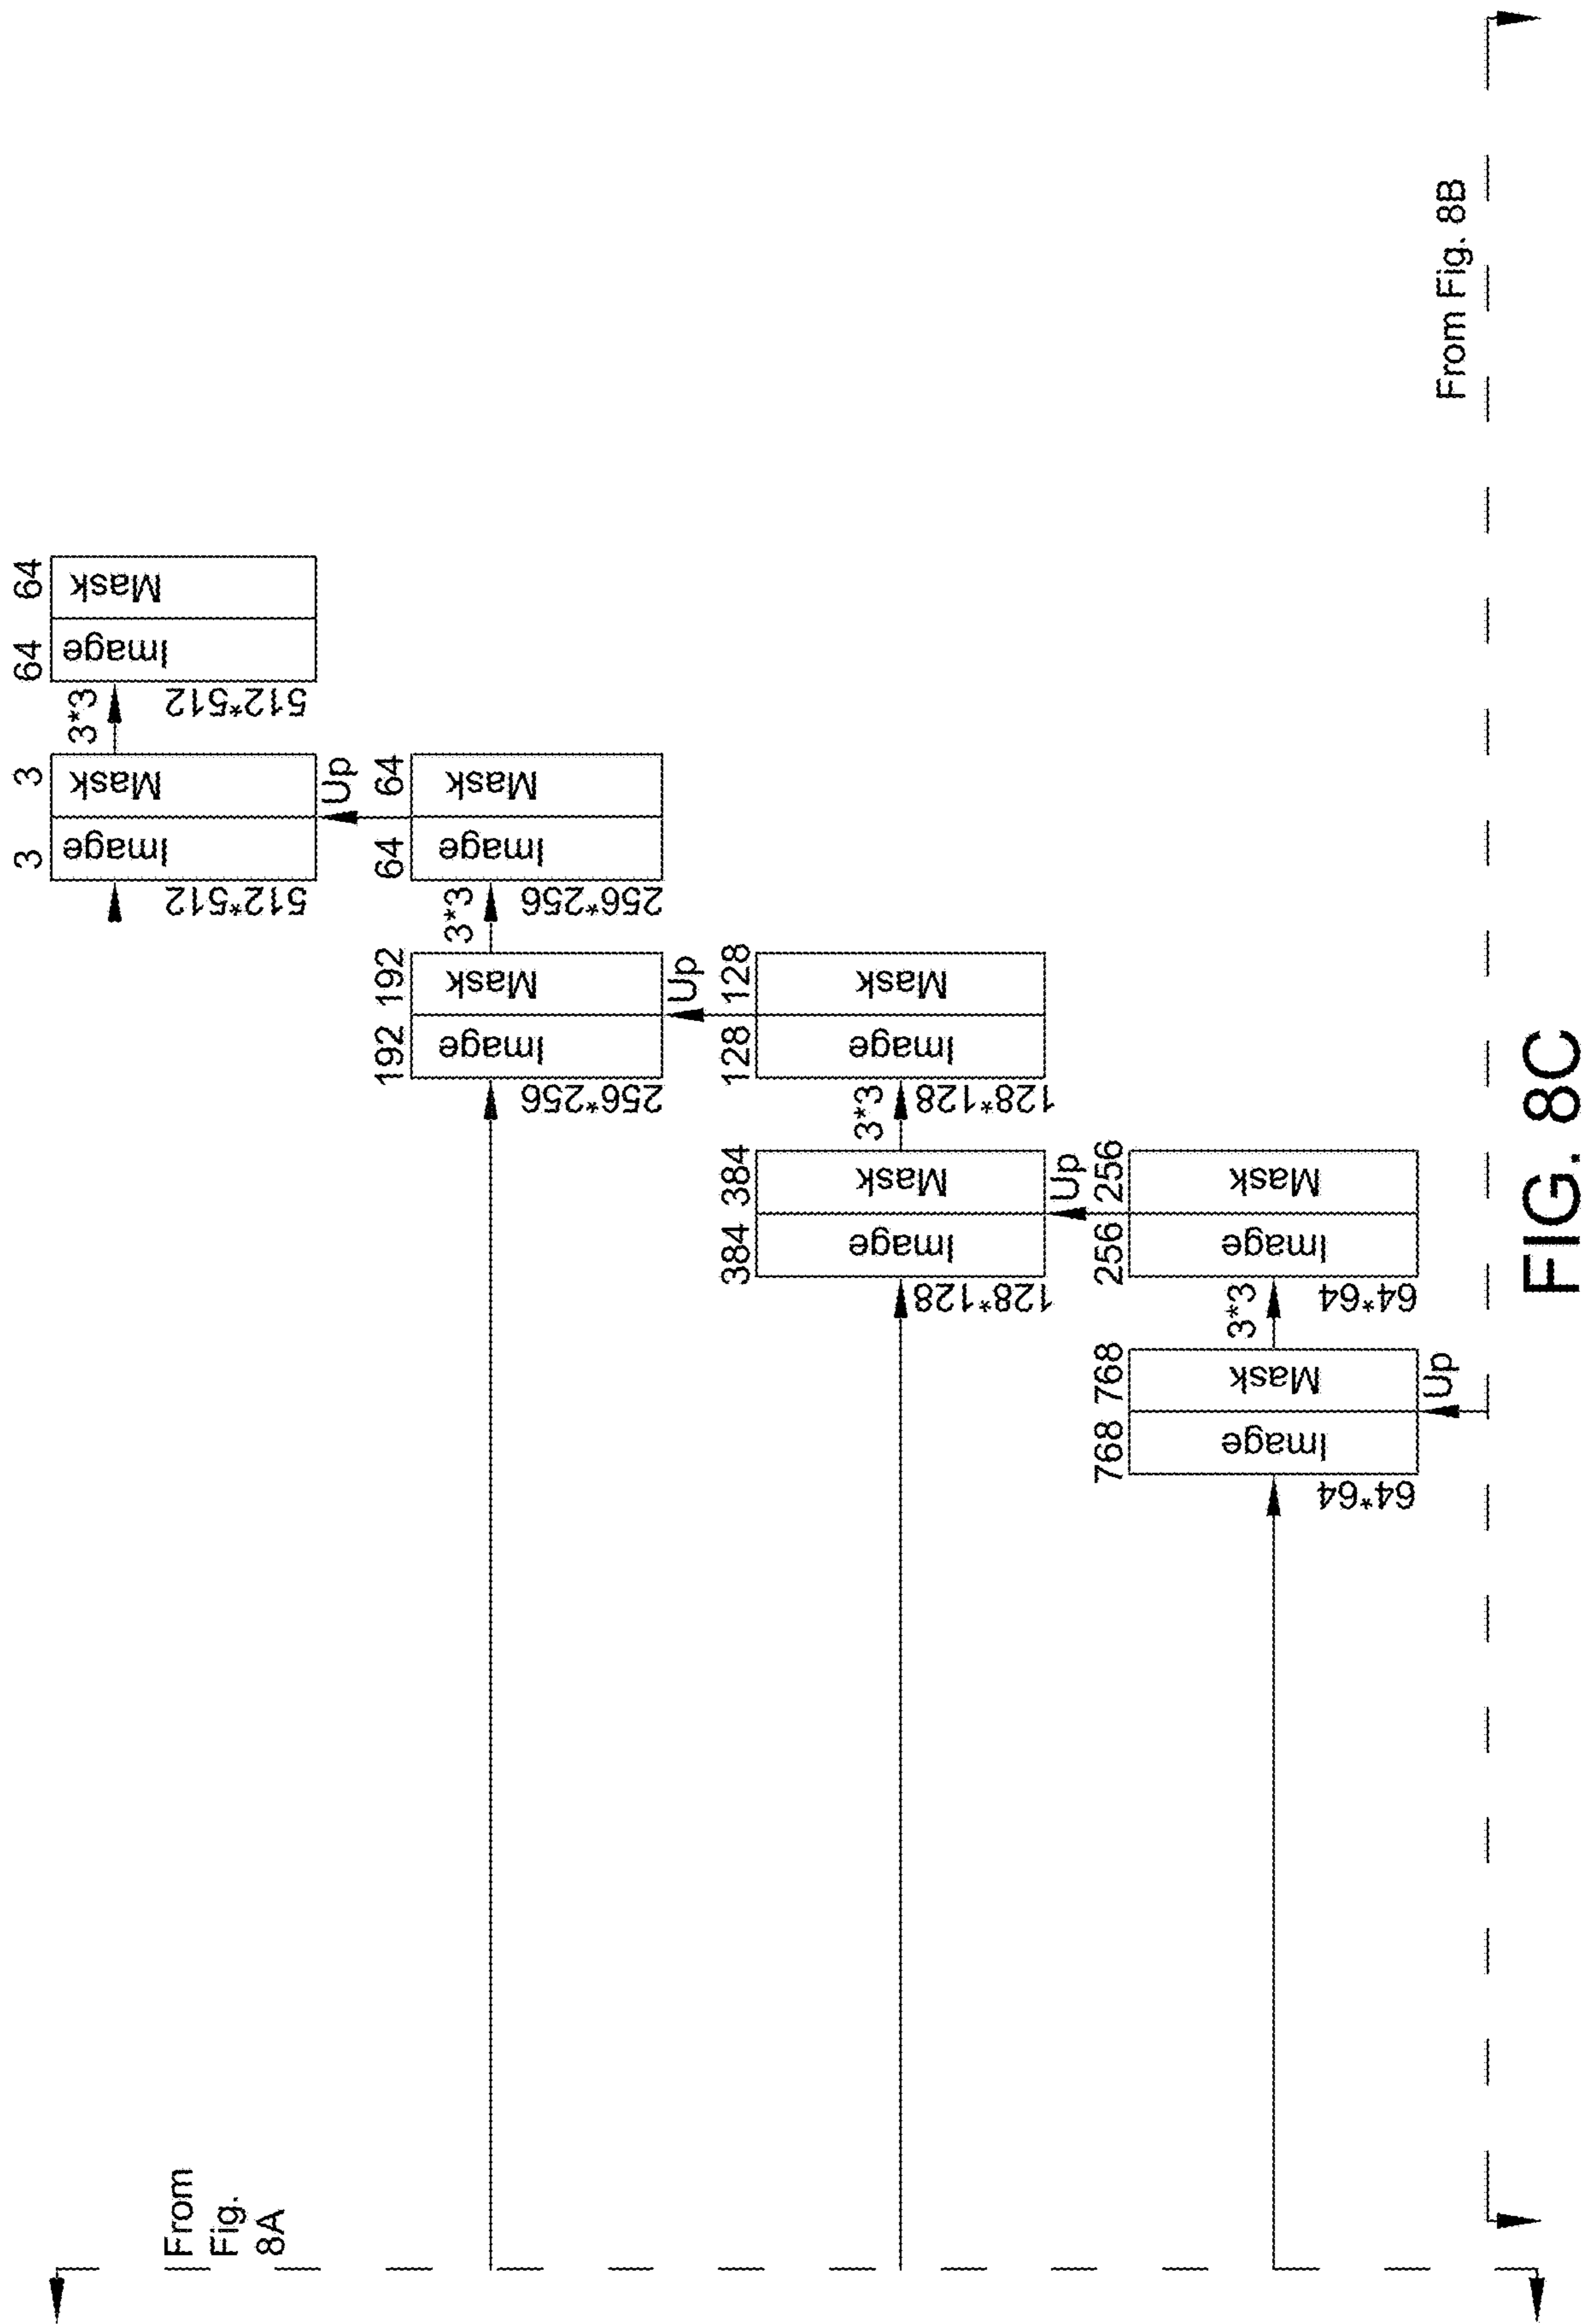 From
Fig.
8A
3 3
64 64
Image Mask
Image Mask
3*3
512*512
512*512
Up
192 192
64 64
Image Mask
Image Mask
3*3
256*256
256*256
Up
384 384
128 128
Image Mask
Image Mask
3*3
128*128
128*128
Up
768 768
256 256
Image Mask
Image Mask
3*3
64*64
64*64
Up
From Fig. 8B
FIG. 8C